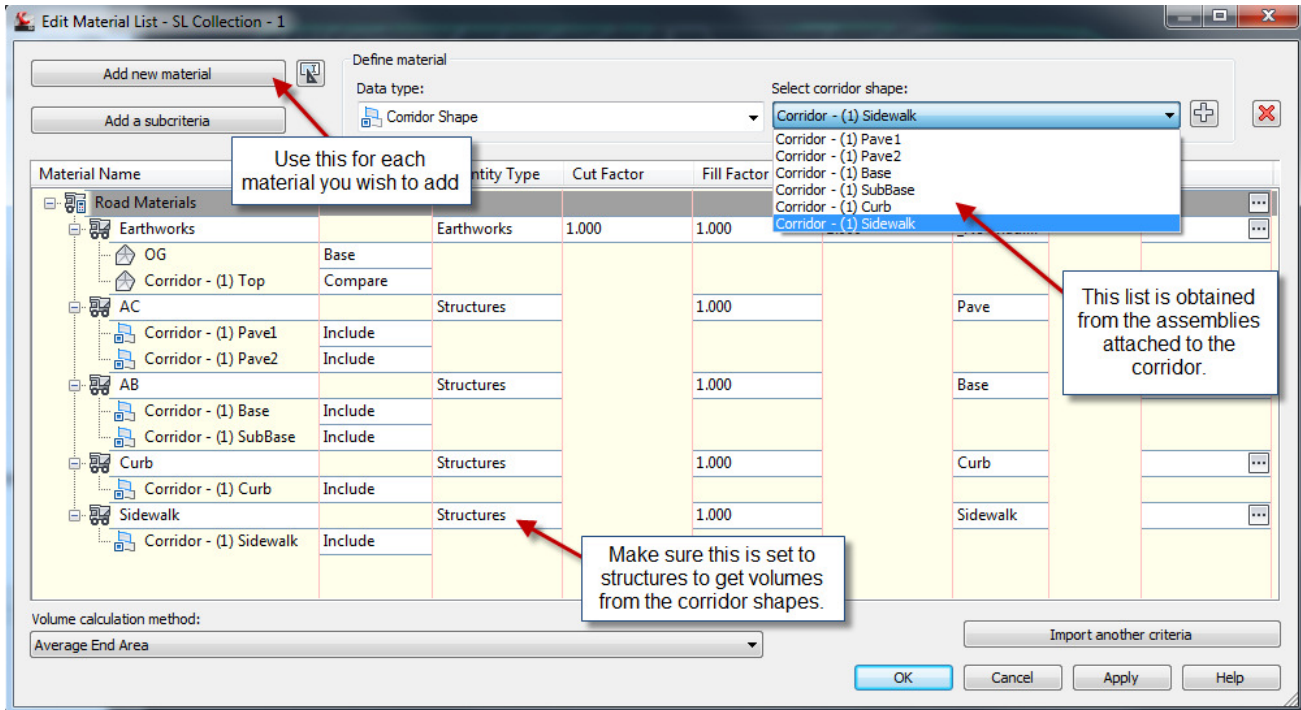 Edit Material List - SL Collection - 1
Add new material
Define material
Data type:
Select corridor shape:
Add a subcriteria
Corridor Shape
Corridor - (1) Sidewalk
Corridor - (1) Pave1
Corridor - (1) Pave2
Corridor - (1) Base
Corridor - (1) SubBase
Corridor - (1) Curb
Corridor - (1) Sidewalk
Use this for each
material you wish to add
Material Name
ntity Type
Cut Factor
Fill Factor
Road Materials
Earthworks Earthworks 1.000 1.000
OG Base
Corridor - (1) Top Compare
This list is obtained
from the assemblies
attached to the
corridor.
AC Structures 1.000 Pave
Corridor - (1) Pave1 Include
Corridor - (1) Pave2 Include
AB Structures 1.000 Base
Corridor - (1) Base Include
Corridor - (1) SubBase Include
Curb Structures 1.000 Curb
Corridor - (1) Curb Include
Sidewalk Structures 1.000 Sidewalk
Corridor - (1) Sidewalk Include
Make sure this is set to
structures to get volumes
from the corridor shapes.
Volume calculation method:
Average End Area
Import another criteria
OK Cancel Apply Help